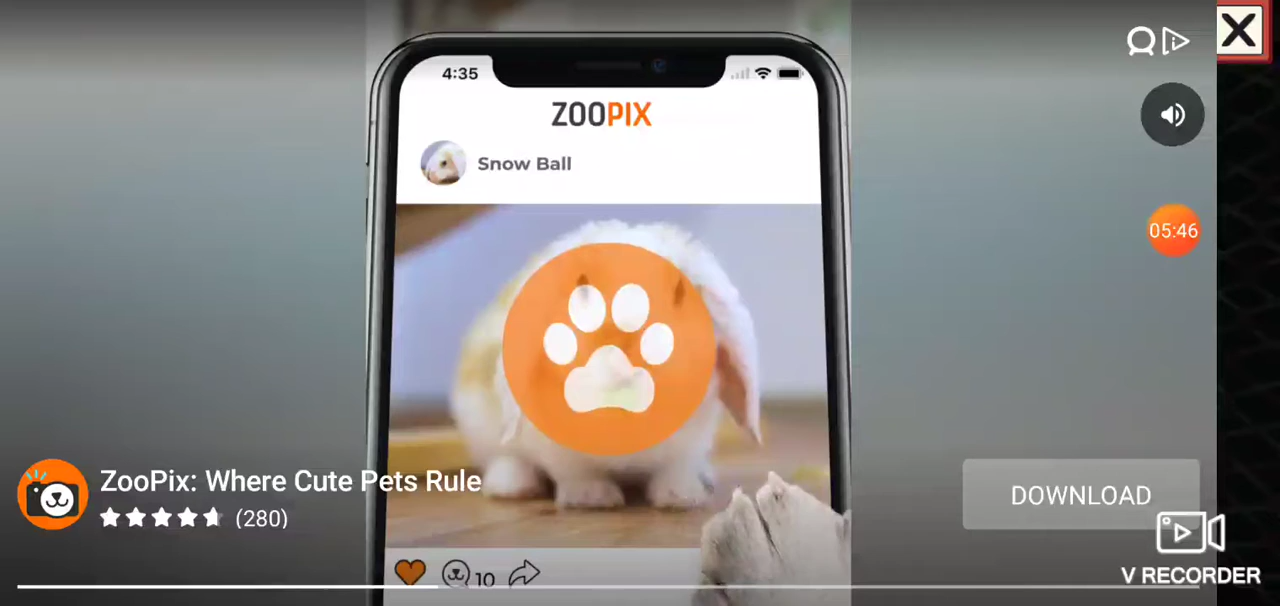 4:35
ZOOPIX
Snow Ball
05:46
ZooPix: Where Cute Pets Rule
(280)
DOWNLOAD
10
V RECORDER